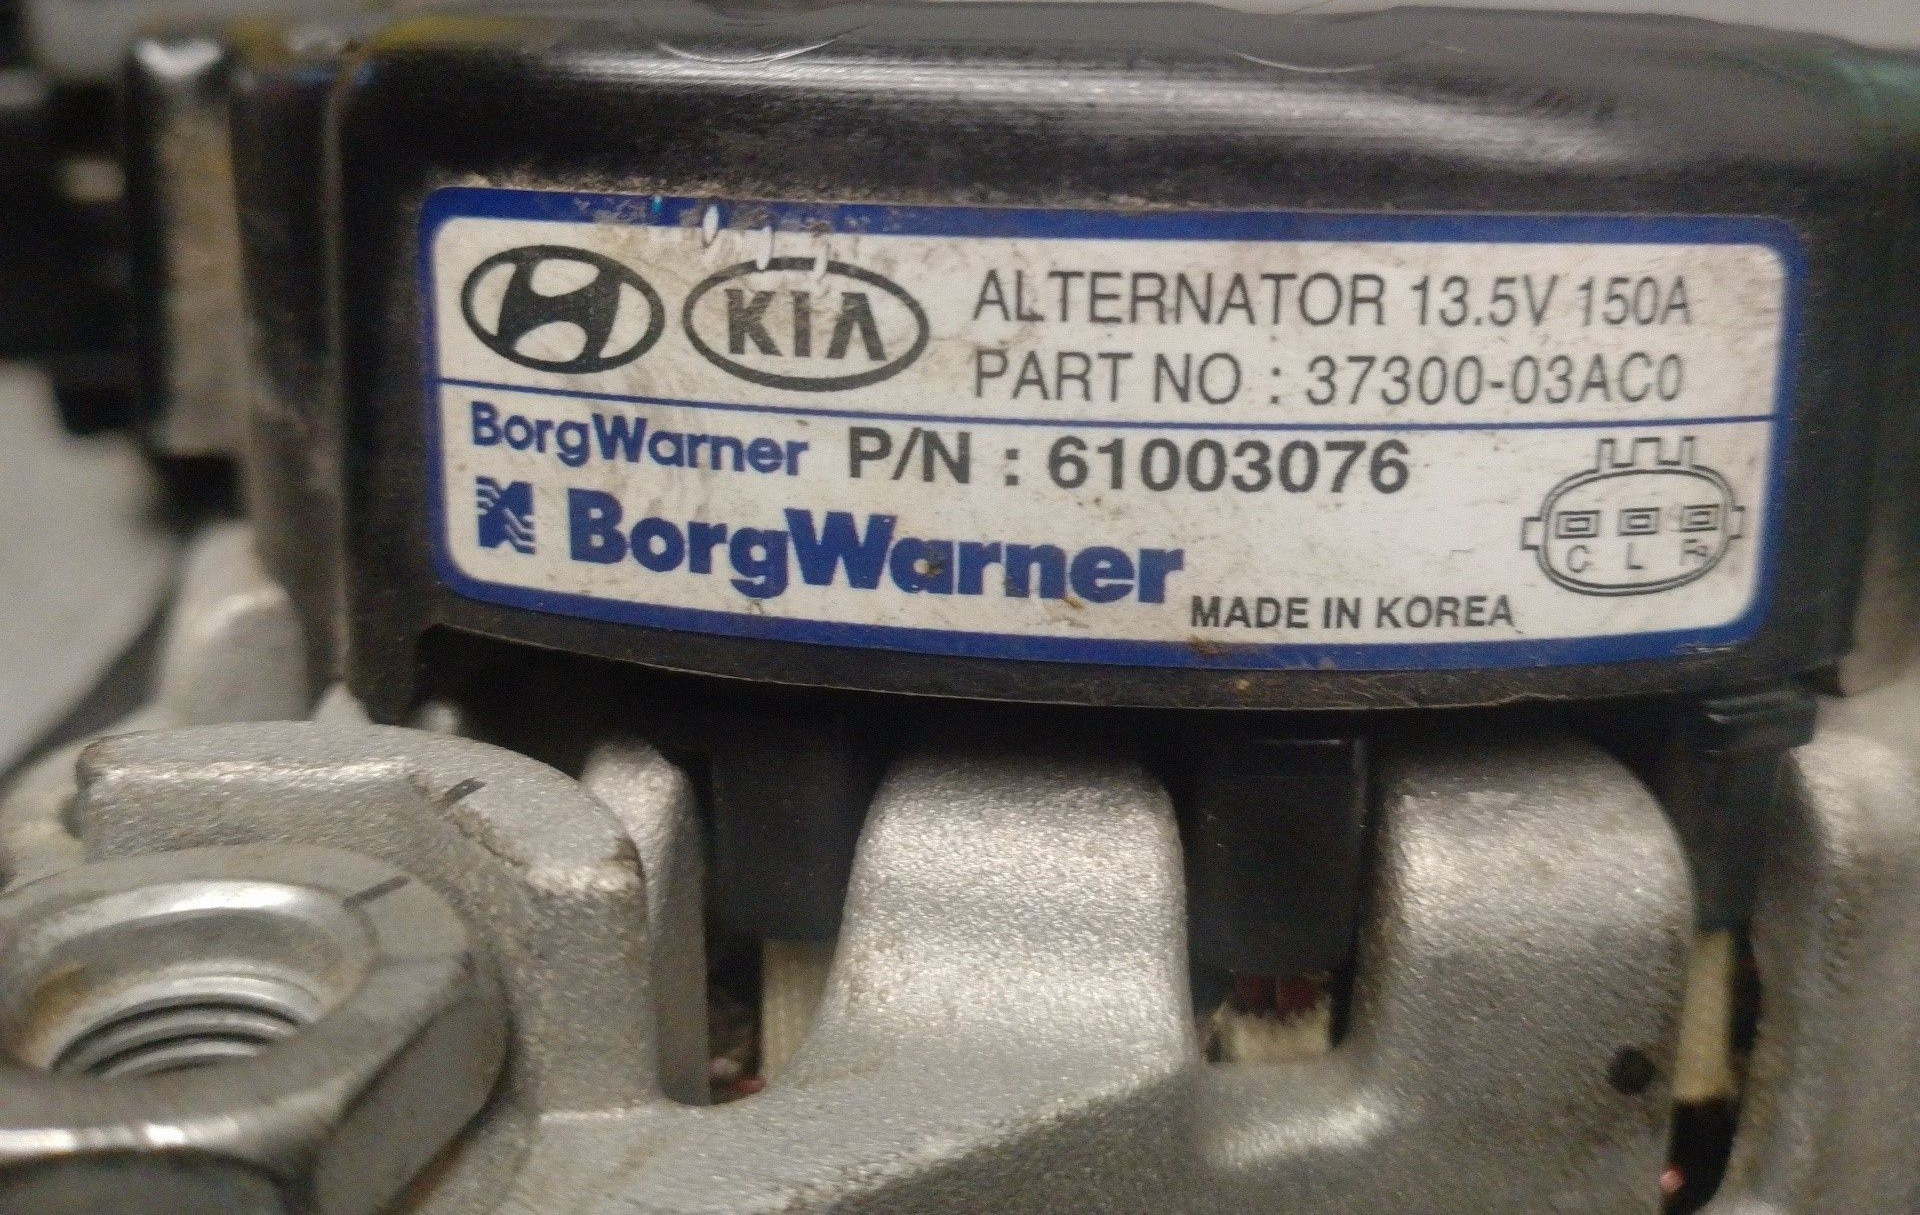 KIA
ALTERNATOR 13.5V 150A
PART NO : 37300-03AC0
BorgWarner P/N : 61003076
BorgWarner
MADE IN KOREA
C L